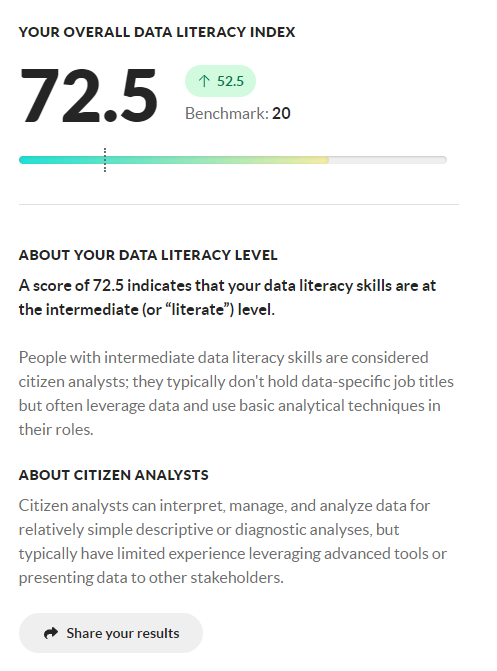 YOUR OVERALL DATA LITERACY INDEX
72.5
↑ 52.5
Benchmark: 20
ABOUT YOUR DATA LITERACY LEVEL
A score of 72.5 indicates that your data literacy skills are at
the intermediate (or “literate”) level.
People with intermediate data literacy skills are considered
citizen analysts; they typically don't hold data-specific job titles
but often leverage data and use basic analytical techniques in
their roles.
ABOUT CITIZEN ANALYSTS
Citizen analysts can interpret, manage, and analyze data for
relatively simple descriptive or diagnostic analyses, but
typically have limited experience leveraging advanced tools or
presenting data to other stakeholders.
Share your results